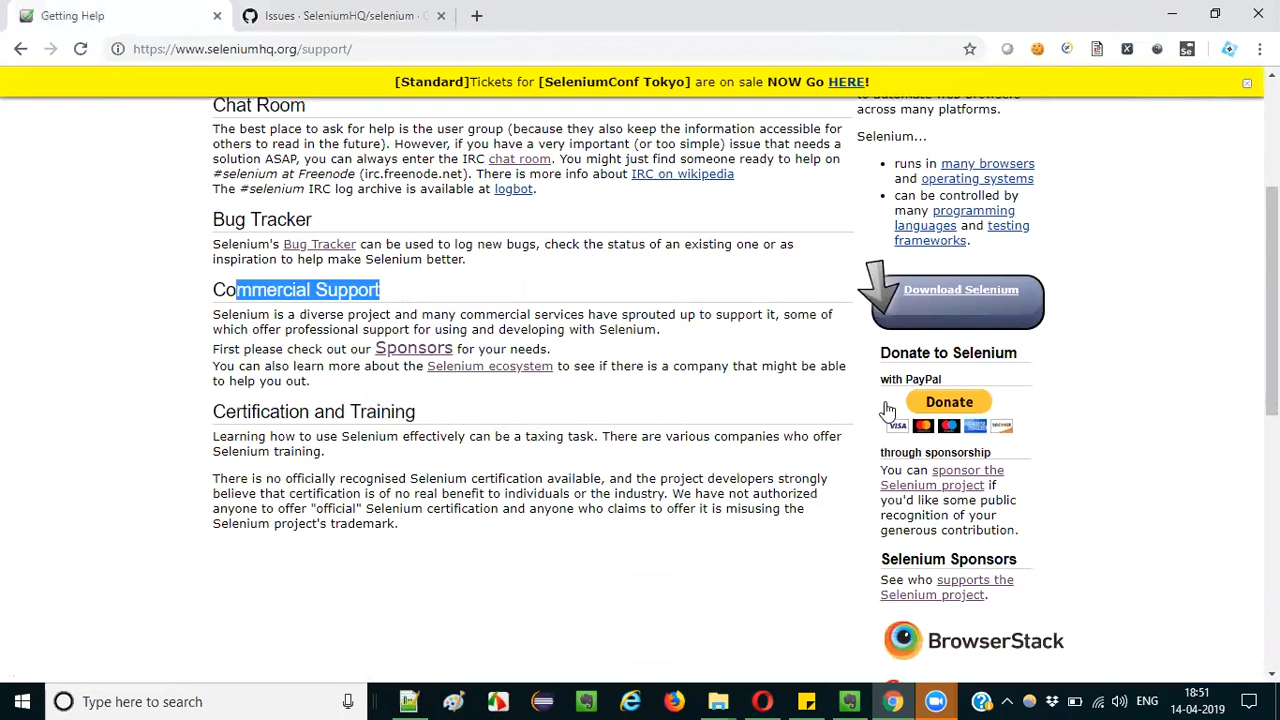 Getting Help
Issues · SeleniumHQ/selenium ·
https://www.seleniumhq.org/support/
[Standard]Tickets for [SeleniumConf Tokyo] are on sale NOW Go HERE!
Chat Room
The best place to ask for help is the user group (because they also keep the information accessible for
others to read in the future). However, if you have a very important (or too simple) issue that needs a
solution ASAP, you can always enter the IRC chat room. You might just find someone ready to help on
#selenium at Freenode (irc.freenode.net). There is more info about IRC on wikipedia
The #selenium IRC log archive is available at logbot.
Bug Tracker
Selenium's Bug Tracker can be used to log new bugs, check the status of an existing one or as
inspiration to help make Selenium better.
Commercial Support
Selenium is a diverse project and many commercial services have sprouted up to support it, some of
which offer professional support for using and developing with Selenium.
First please check out our Sponsors for your needs.
You can also learn more about the Selenium ecosystem to see if there is a company that might be able
to help you out.
Certification and Training
Learning how to use Selenium effectively can be a taxing task. There are various companies who offer
Selenium training.
There is no officially recognised Selenium certification available, and the project developers strongly
believe that certification is of no real benefit to individuals or the industry. We have not authorized
anyone to offer "official" Selenium certification and anyone who claims to offer it is misusing the
Selenium project's trademark.
to automate web browsers
across many platforms.
Selenium...
runs in many browsers
and operating systems
can be controlled by
many programming
languages and testing
frameworks.
Download Selenium
Donate to Selenium
with PayPal
Donate
VISA
through sponsorship
You can sponsor the
Selenium project if
you'd like some public
recognition of your
generous contribution.
Selenium Sponsors
See who supports the
Selenium project.
BrowserStack
Type here to search
ENG
18:51
14-04-2019